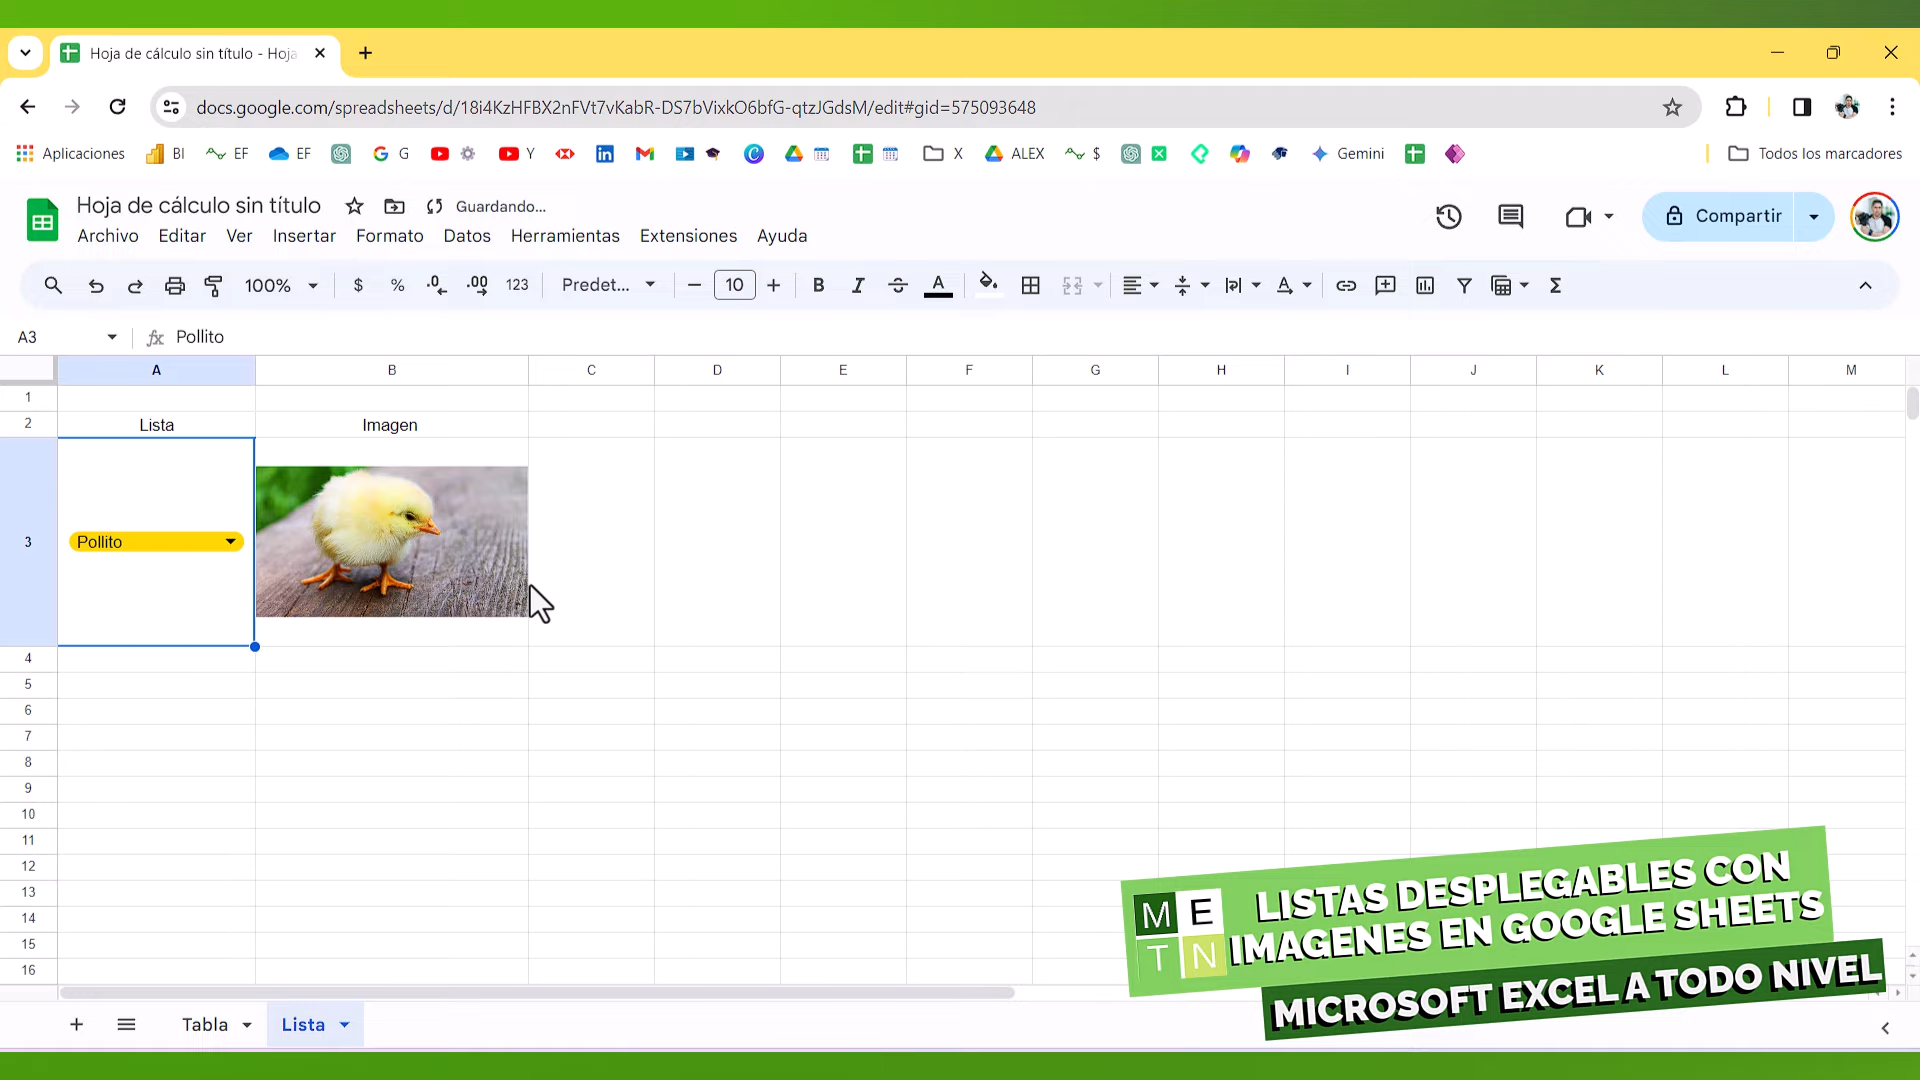 Hoja de cálculo sin título - Hoja
docs.google.com/spreadsheets/d/18i4KzHFBX2nFVt7vKabR-DS7bVixkO6bfG-qtzJGdsM/edit#gid=575093648
Aplicaciones BI EF EF G Y X ALEX $ Gemini Todos los marcadores
Hoja de cálculo sin título Guardando...
Archivo Editar Ver Insertar Formato Datos Herramientas Extensiones Ayuda
Compartir
100% $ % .0 .00 123 Predet... 10 B I S A Σ
A3 fx Pollito
A B C D E F G H I J K L M
1
2 Lista Imagen
3 Pollito
4
5
6
7
8
9
10
11
12
13
14
15
16
M E T N
LISTAS DESPLEGABLES CON
IMAGENES EN GOOGLE SHEETS
MICROSOFT EXCEL A TODO NIVEL
Tabla Lista